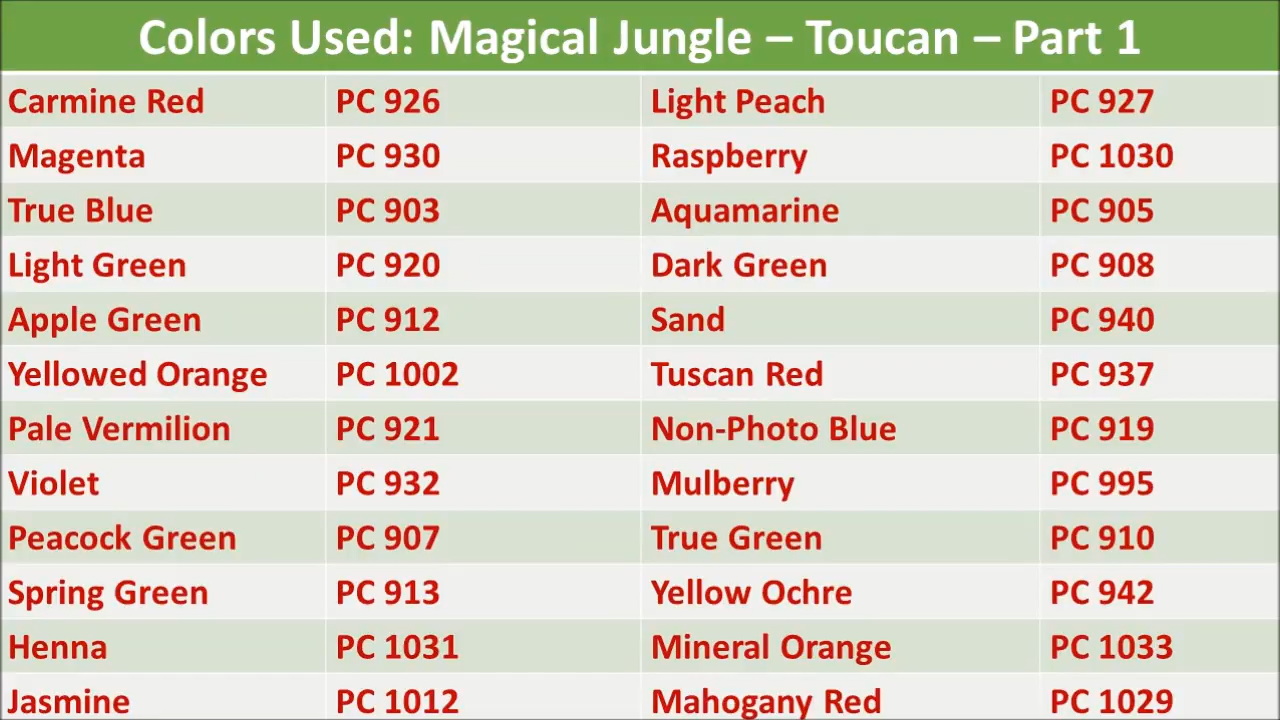 Colors Used: Magical Jungle – Toucan – Part 1
Carmine Red PC 926 Light Peach PC 927
Magenta PC 930 Raspberry PC 1030
True Blue PC 903 Aquamarine PC 905
Light Green PC 920 Dark Green PC 908
Apple Green PC 912 Sand PC 940
Yellowed Orange PC 1002 Tuscan Red PC 937
Pale Vermilion PC 921 Non-Photo Blue PC 919
Violet PC 932 Mulberry PC 995
Peacock Green PC 907 True Green PC 910
Spring Green PC 913 Yellow Ochre PC 942
Henna PC 1031 Mineral Orange PC 1033
Jasmine PC 1012 Mahogany Red PC 1029